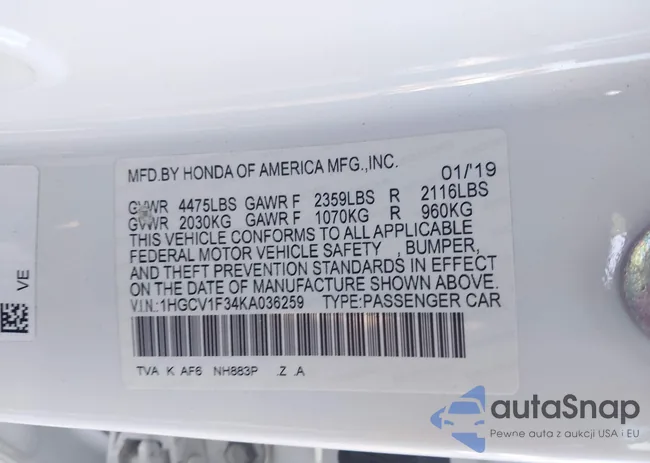 MFD.BY HONDA OF AMERICA MFG.,INC. 01/'19
GVWR 4475LBS GAWR F 2359LBS R 2116LBS
GVWR 2030KG GAWR F 1070KG R 960KG
THIS VEHICLE CONFORMS TO ALL APPLICABLE
FEDERAL MOTOR VEHICLE SAFETY , BUMPER,
AND THEFT PREVENTION STANDARDS IN EFFECT
ON THE DATE OF MANUFACTURE SHOWN ABOVE.
V.I.N.:1HGCV1F34KA036259 TYPE:PASSENGER CAR
TVA K AF6 NH883P .Z .A
VE
autaSnap
Pewne auta z aukcji USA i EU